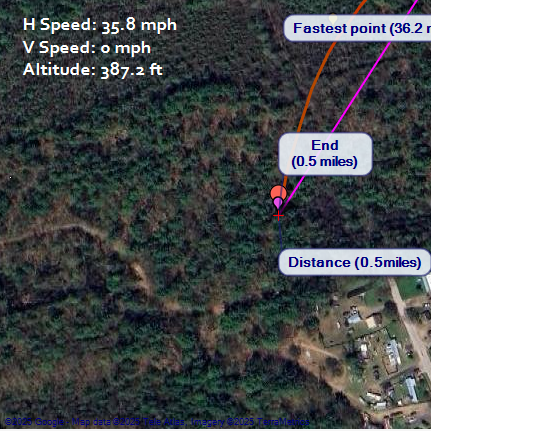 H Speed: 35.8 mph
V Speed: 0 mph
Altitude: 387.2 ft
Fastest point (36.2 m
End
(0.5 miles)
Distance (0.5miles)